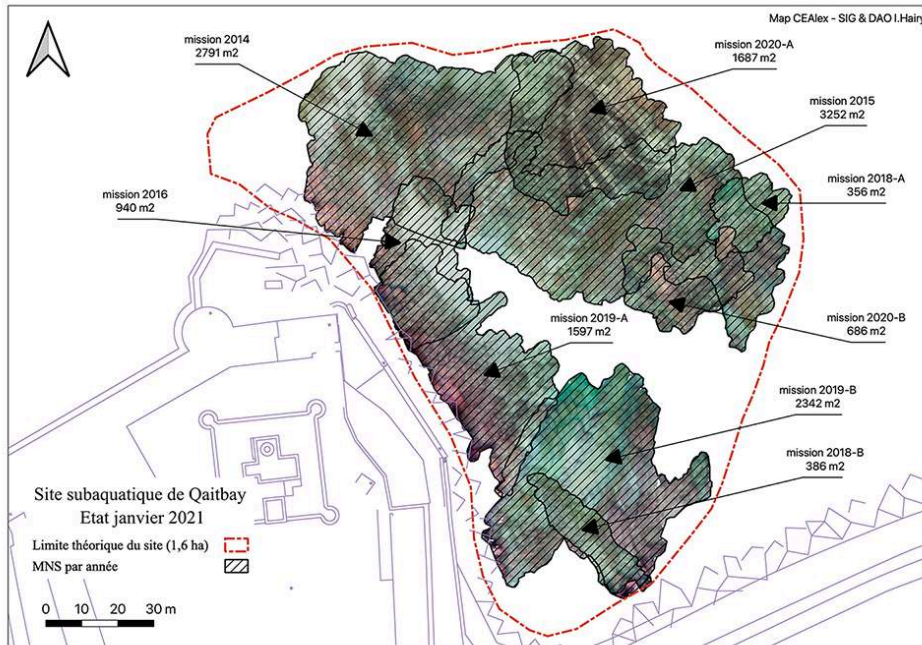 Map CEAlex - SIG & DAO I.Hairy
mission 2014
2791 m2
mission 2020-A
1687 m2
mission 2015
3252 m2
mission 2018-A
356 m2
mission 2016
940 m2
mission 2019-A
1597 m2
mission 2020-B
686 m2
mission 2019-B
2342 m2
mission 2018-B
386 m2
Site subaquatique de Qaitbay
Etat janvier 2021
Limite théorique du site (1,6 ha)
MNS par année
0 10 20 30 m